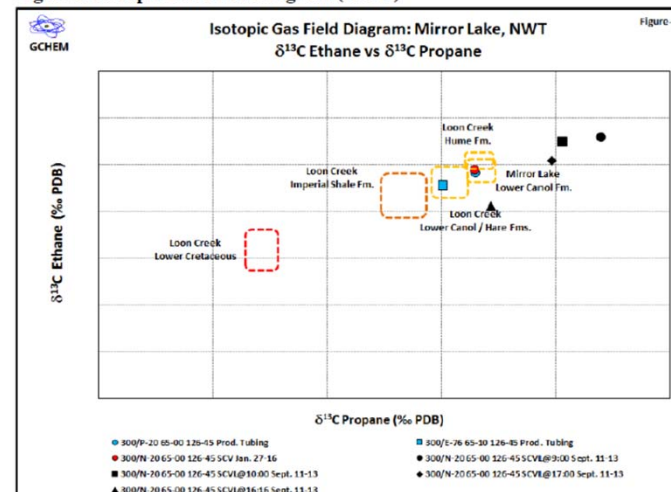 GCHEM
Isotopic Gas Field Diagram: Mirror Lake, NWT
δ¹³C Ethane vs δ¹³C Propane
Figure
δ¹³C Ethane (‰ PDB)
Loon Creek
Hume Fm.
Loon Creek
Imperial Shale Fm.
Mirror Lake
Lower Canol Fm.
Loon Creek
Lower Canol / Hare Fms.
Loon Creek
Lower Cretaceous
δ¹³C Propane (‰ PDB)
300/P-20 65-00 126-45 Prod. Tubing
300/E-76 65-10 126-45 Prod. Tubing
300/N-20 65-00 126-45 SCV Jan. 27-16
300/N-20 65-00 126-45 SCVL@9:00 Sept. 11-13
300/N-20 65-00 126-45 SCVL@10:00 Sept. 11-13
300/N-20 65-00 126-45 SCVL@17:00 Sept. 11-13
300/N-20 65-00 126-45 SCVL@16:16 Sept. 11-13